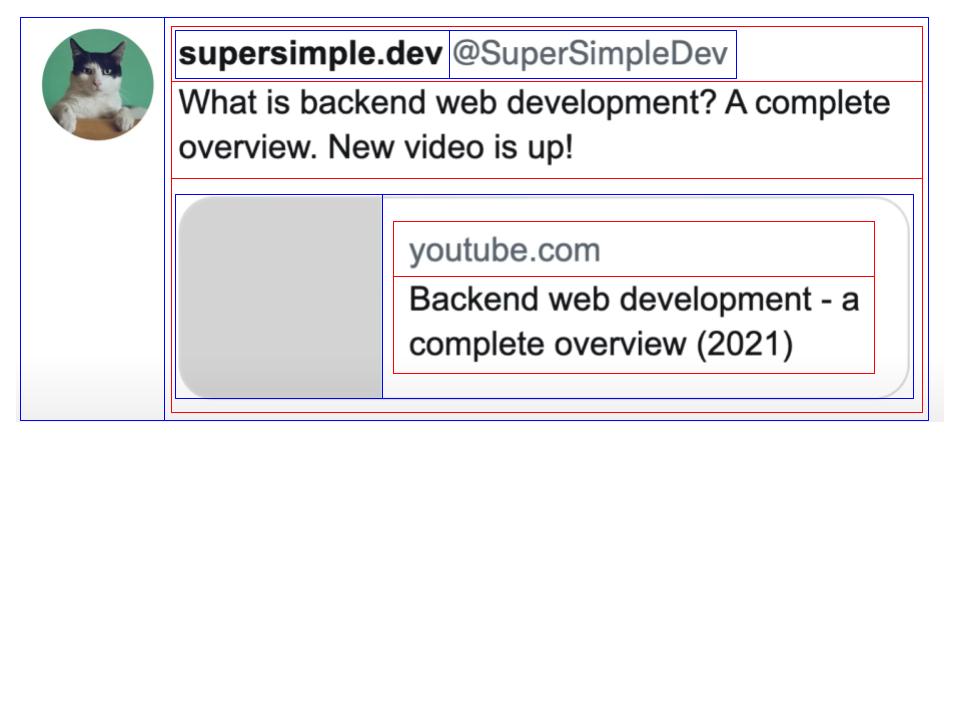 supersimple.dev @SuperSimpleDev
What is backend web development? A complete
overview. New video is up!
youtube.com
Backend web development - a
complete overview (2021)